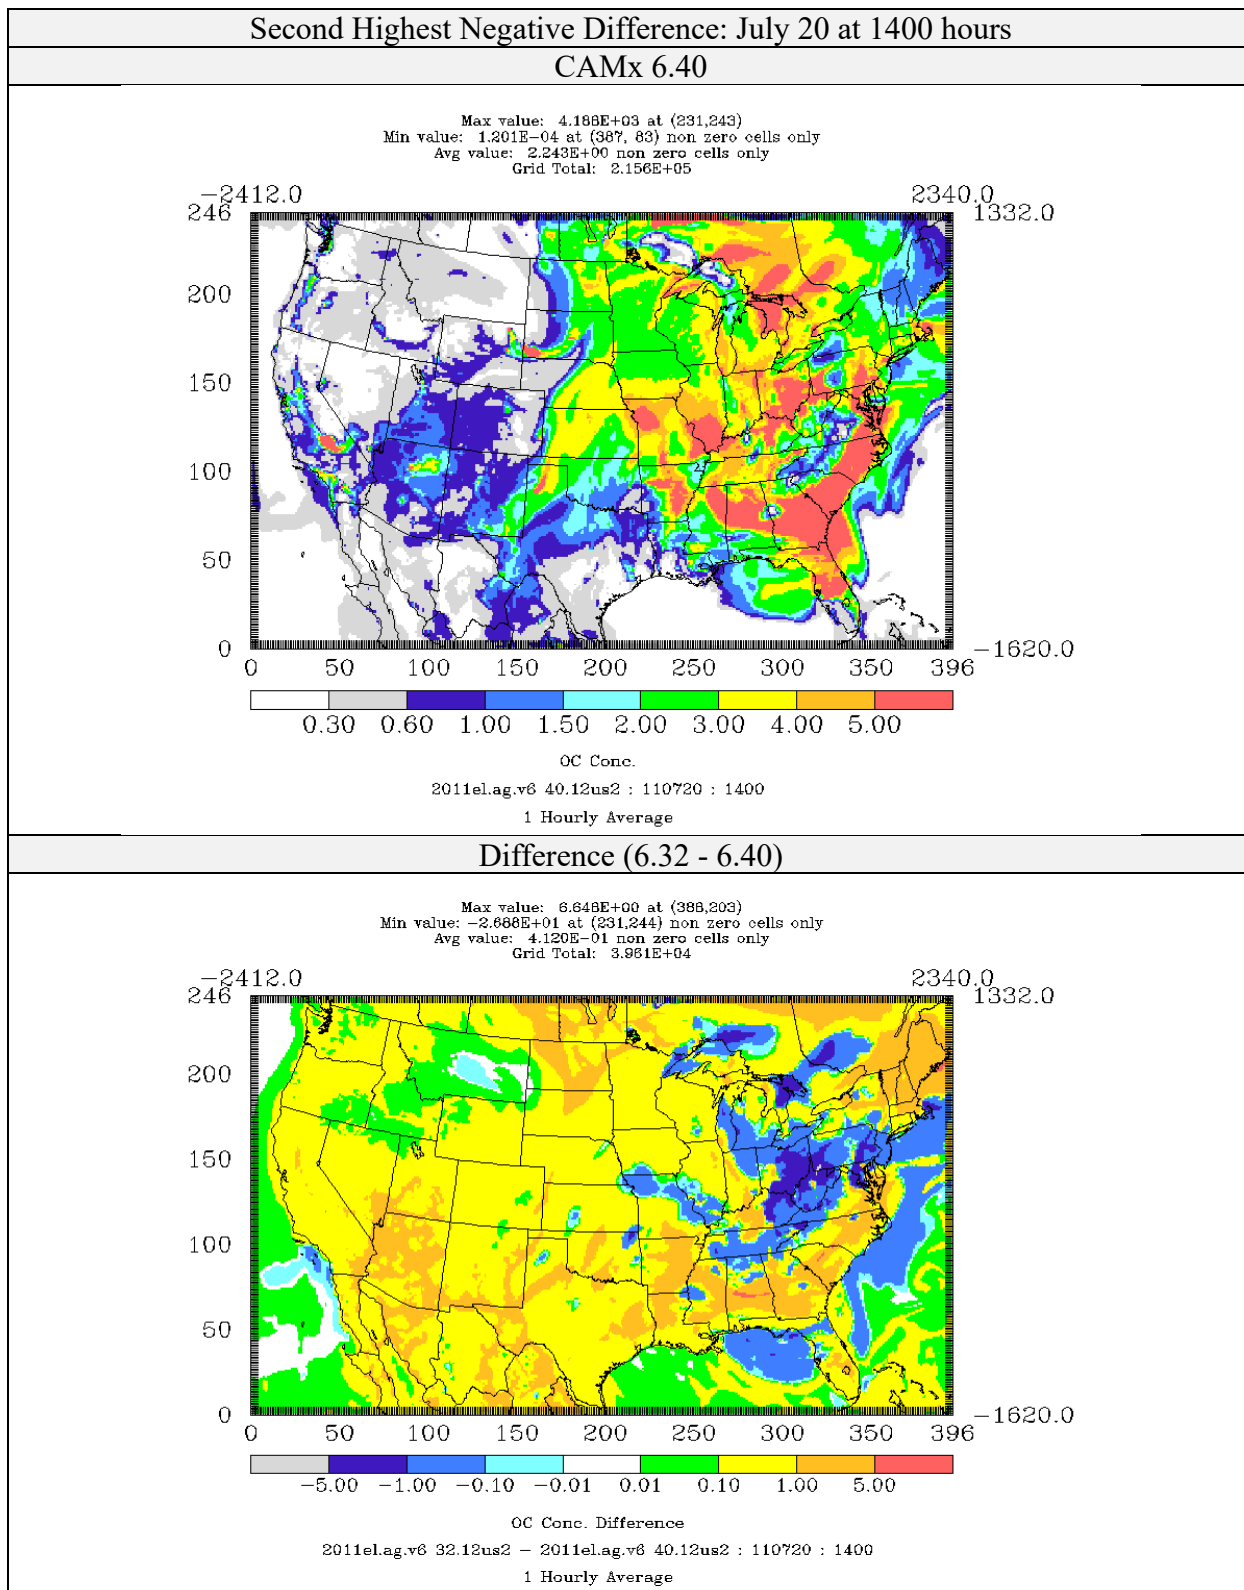 Second Highest Negative Difference: July 20 at 1400 hours
CAMx 6.40
Max value: 4.188E+03 at (231,243)
Min value: 1.201E-04 at (387, 83) non zero cells only
Avg value: 2.243E+00 non zero cells only
Grid Total: 2.156E+05
-2412.0 2340.0
246 1332.0
200
150
100
50
0 -1620.0
0 50 100 150 200 250 300 350 396
0.30 0.60 1.00 1.50 2.00 3.00 4.00 5.00
OC Conc.
2011el.ag.v6 40.12us2 : 110720 : 1400
1 Hourly Average
Difference (6.32 - 6.40)
Max value: 6.648E+00 at (388,203)
Min value: -2.688E+01 at (231,244) non zero cells only
Avg value: 4.120E-01 non zero cells only
Grid Total: 3.961E+04
-2412.0 2340.0
246 1332.0
200
150
100
50
0 -1620.0
0 50 100 150 200 250 300 350 396
-5.00 -1.00 -0.10 -0.01 0.01 0.10 1.00 5.00
OC Conc. Difference
2011el.ag.v6 32.12us2 - 2011el.ag.v6 40.12us2 : 110720 : 1400
1 Hourly Average